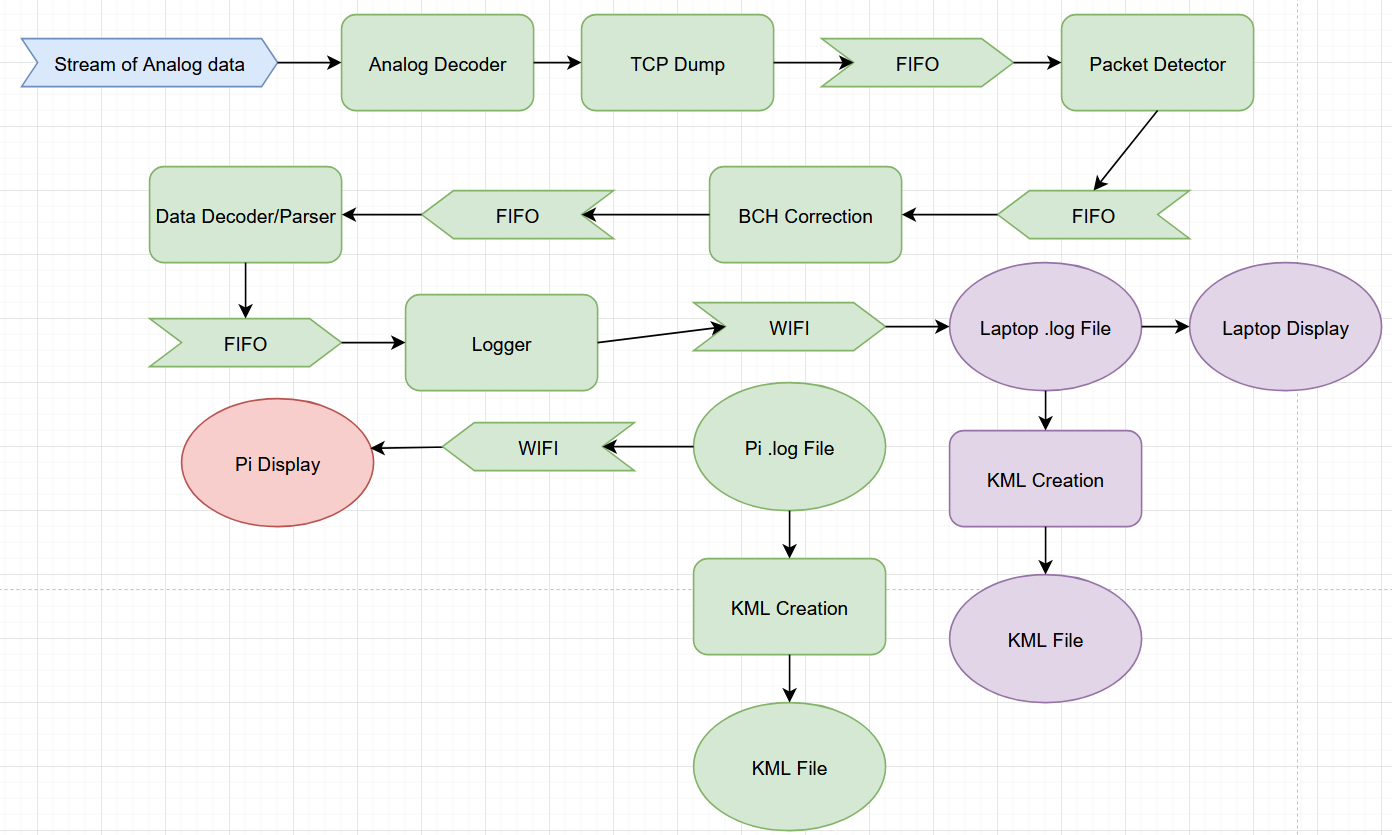 Stream of Analog data
Analog Decoder
TCP Dump
FIFO
Packet Detector
Data Decoder/Parser
FIFO
BCH Correction
FIFO
FIFO
Logger
WIFI
Laptop .log File
Laptop Display
Pi Display
WIFI
Pi .log File
KML Creation
KML Creation
KML File
KML File